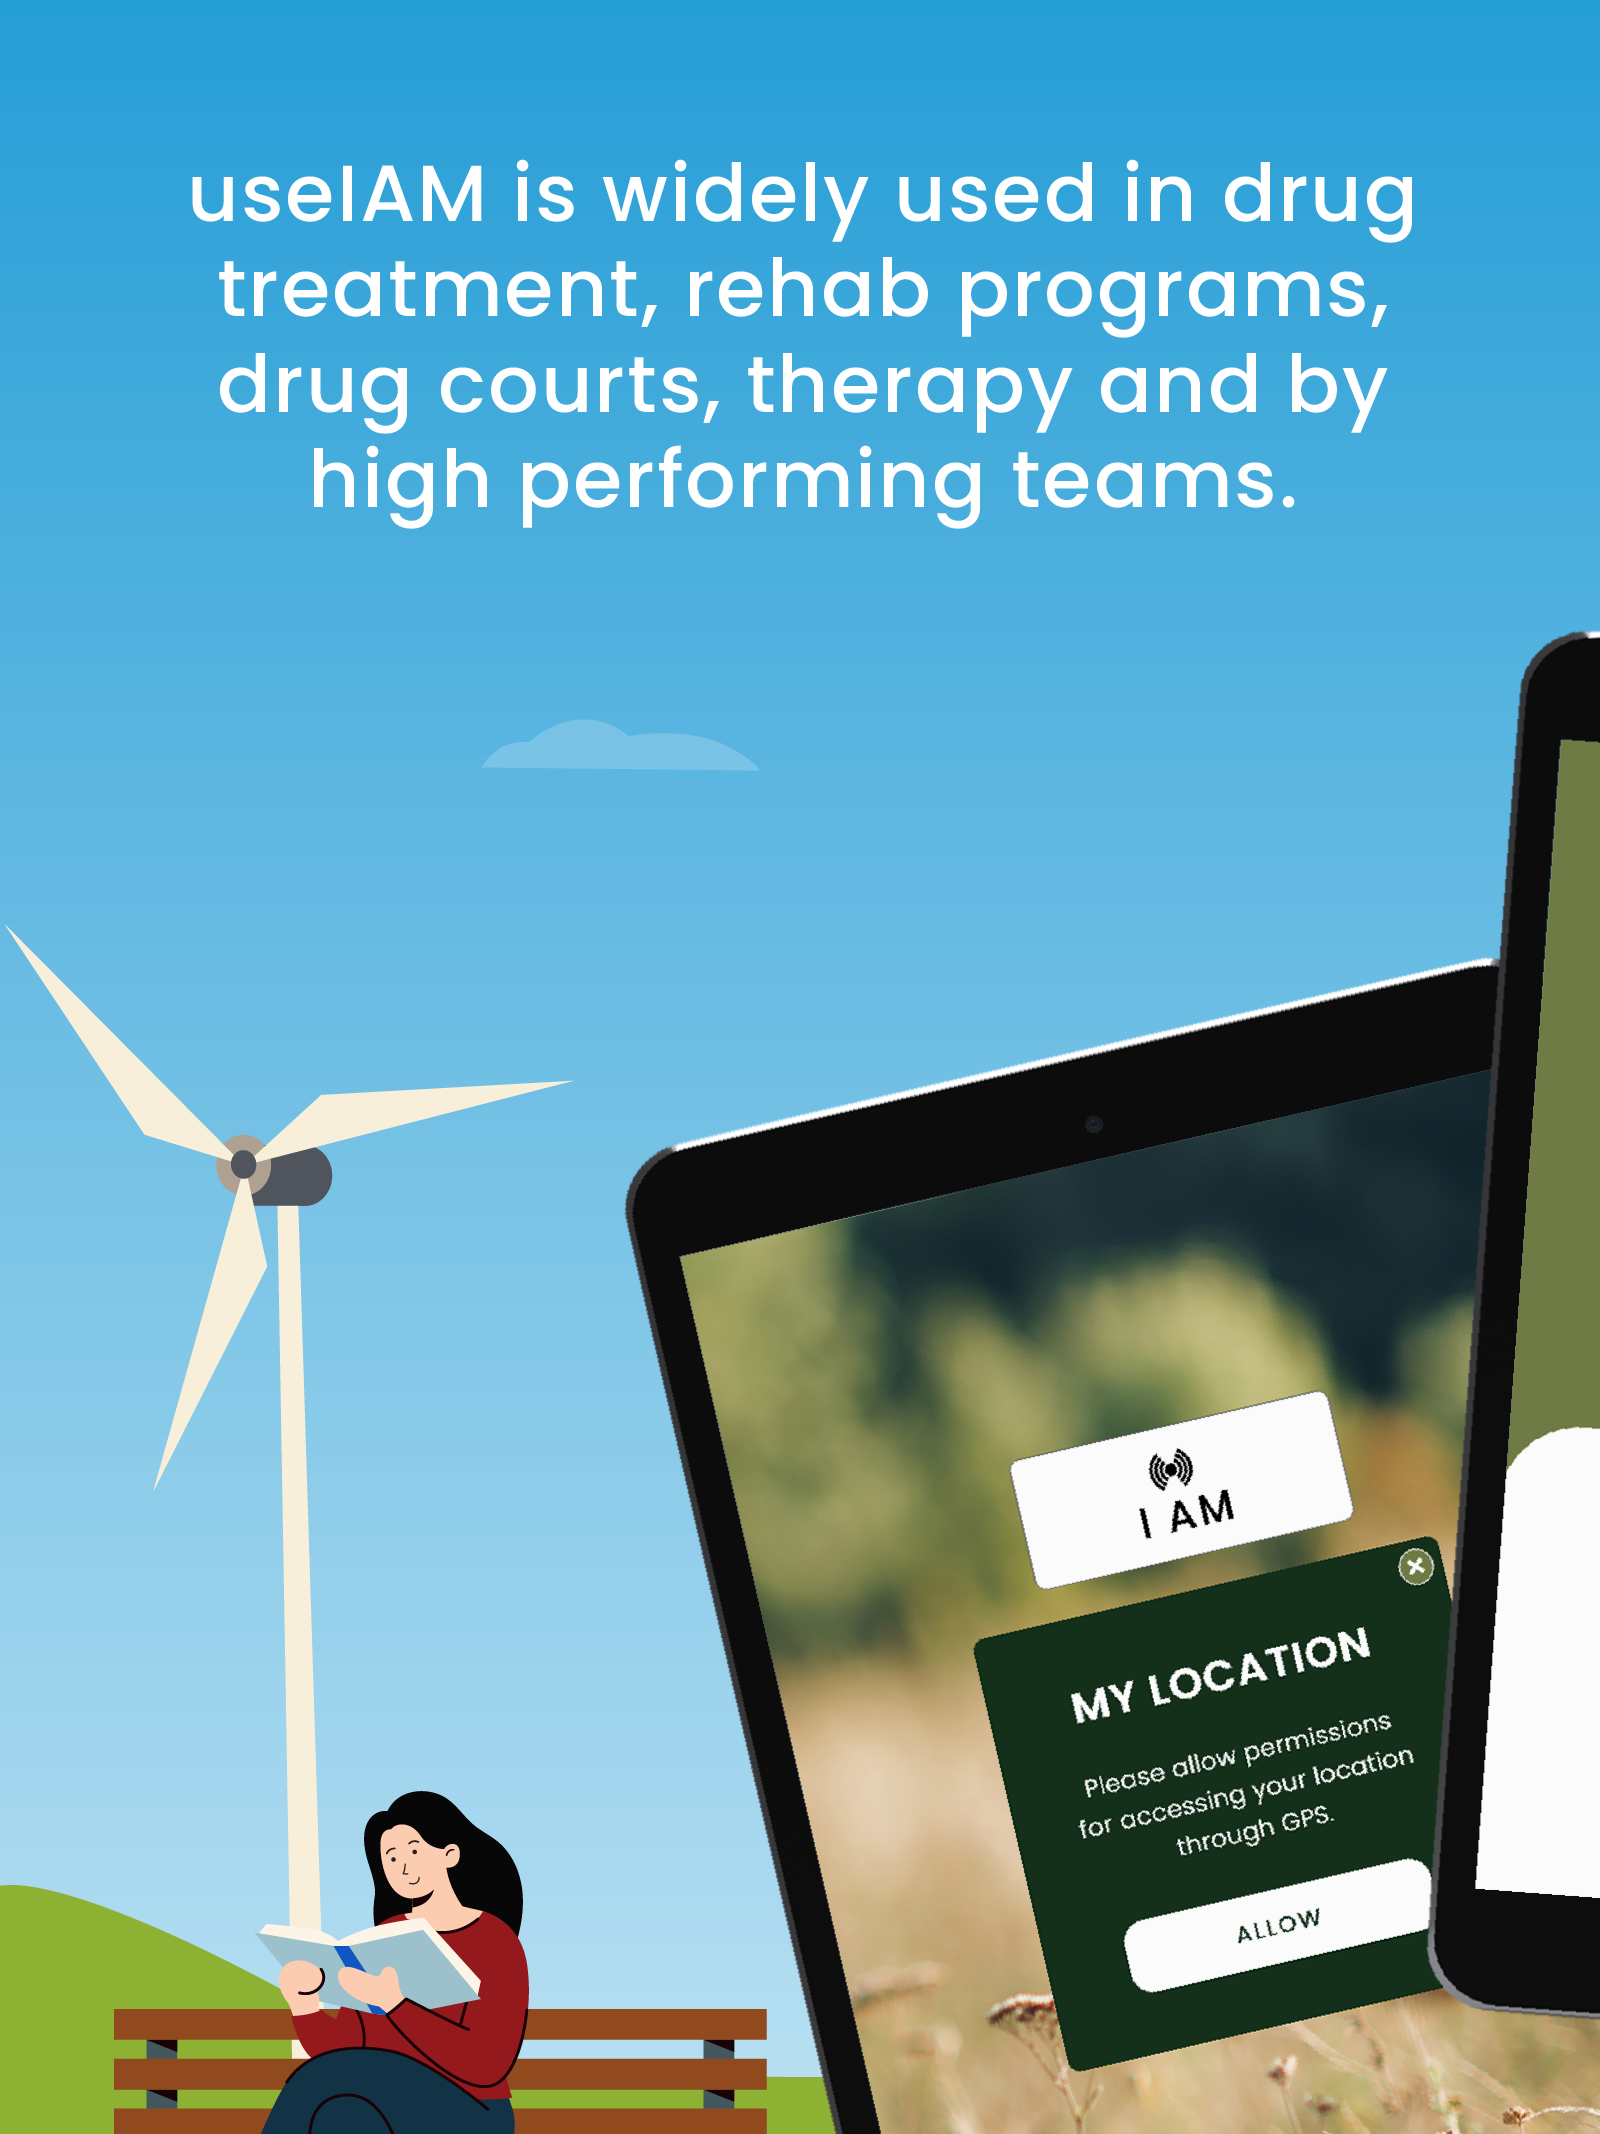 useIAM is widely used in drug
treatment, rehab programs,
drug courts, therapy and by
high performing teams.
I AM
MY LOCATION
Please allow permissions
for accessing your location
through GPS.
ALLOW